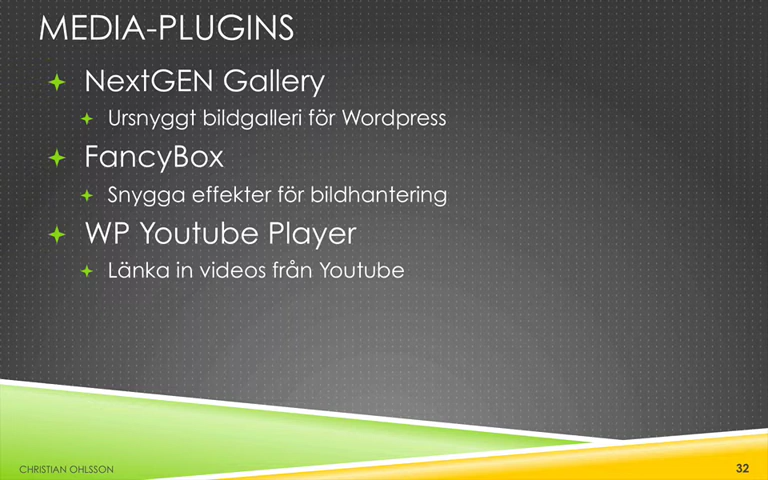 MEDIA-PLUGINS
NextGEN Gallery
Ursnyggt bildgalleri för Wordpress
FancyBox
Snygga effekter för bildhantering
WP Youtube Player
Länka in videos från Youtube
CHRISTIAN OHLSSON
32